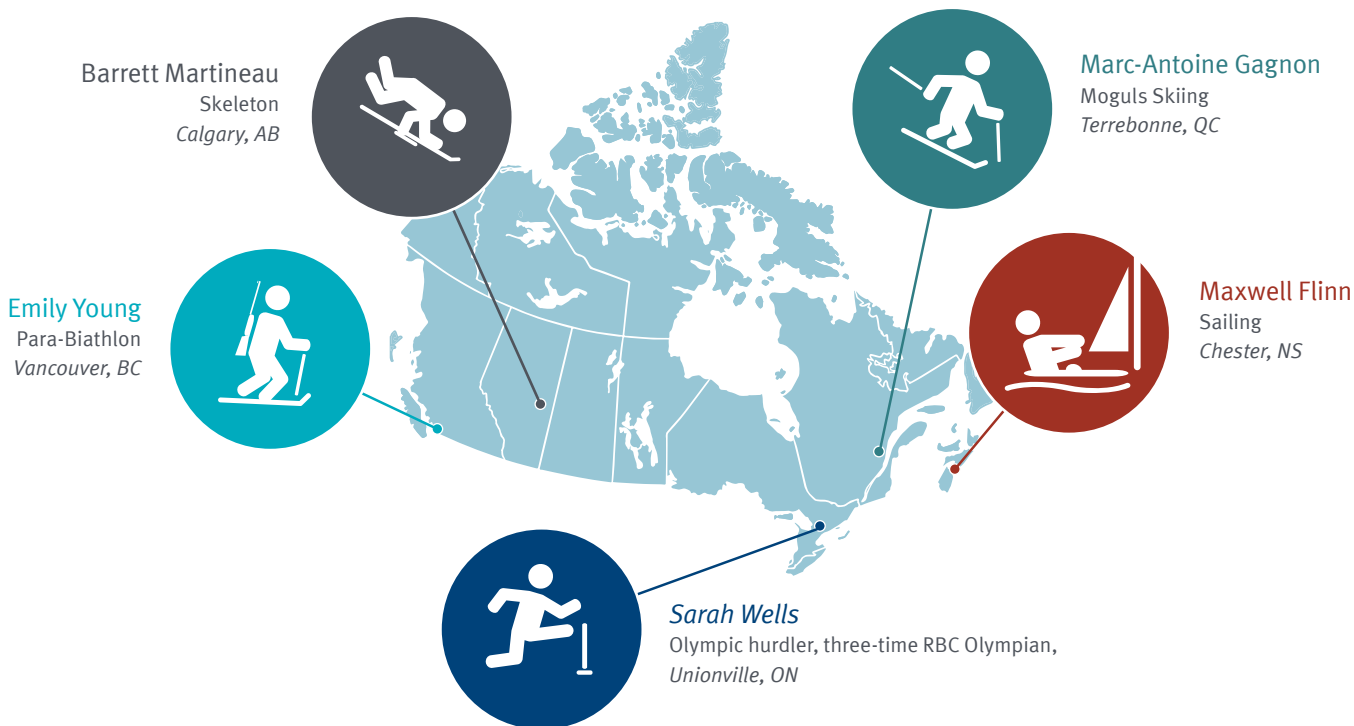 Barrett Martineau
Skeleton
Calgary, AB
Marc-Antoine Gagnon
Moguls Skiing
Terrebonne, QC
Emily Young
Para-Biathlon
Vancouver, BC
Maxwell Flinn
Sailing
Chester, NS
Sarah Wells
Olympic hurdler, three-time RBC Olympian,
Unionville, ON